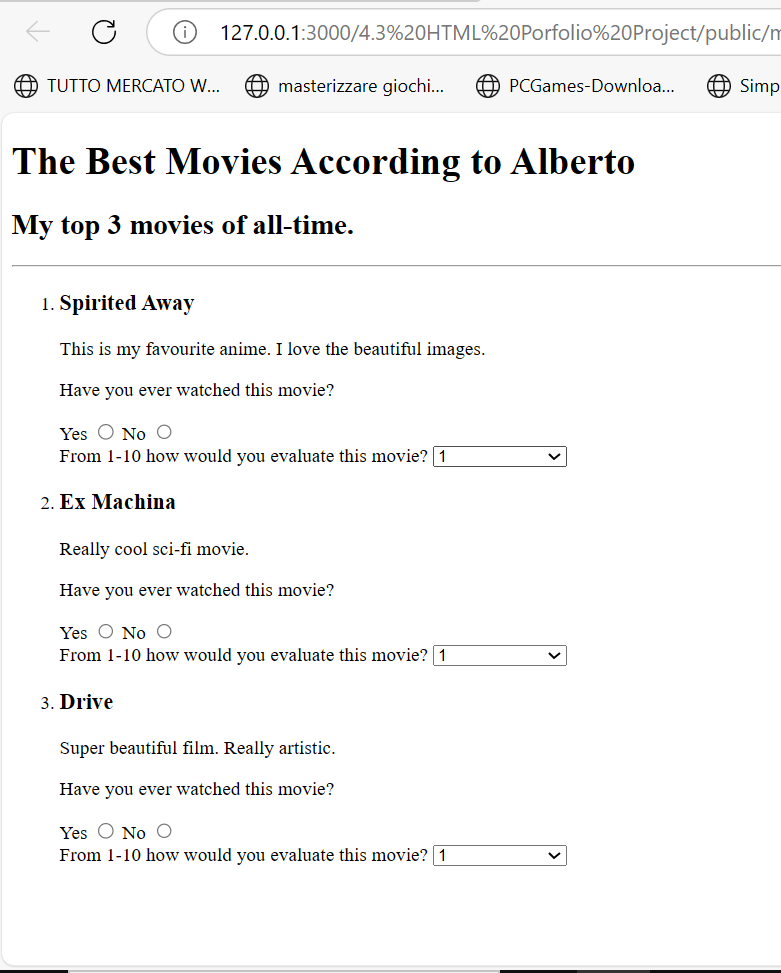 127.0.0.1:3000/4.3%20HTML%20Porfolio%20Project/public/m
TUTTO MERCATO W... masterizzare giochi... PCGames-Downloa... Simp
The Best Movies According to Alberto
My top 3 movies of all-time.
1. Spirited Away
This is my favourite anime. I love the beautiful images.
Have you ever watched this movie?
Yes No
From 1-10 how would you evaluate this movie? 1
2. Ex Machina
Really cool sci-fi movie.
Have you ever watched this movie?
Yes No
From 1-10 how would you evaluate this movie? 1
3. Drive
Super beautiful film. Really artistic.
Have you ever watched this movie?
Yes No
From 1-10 how would you evaluate this movie? 1